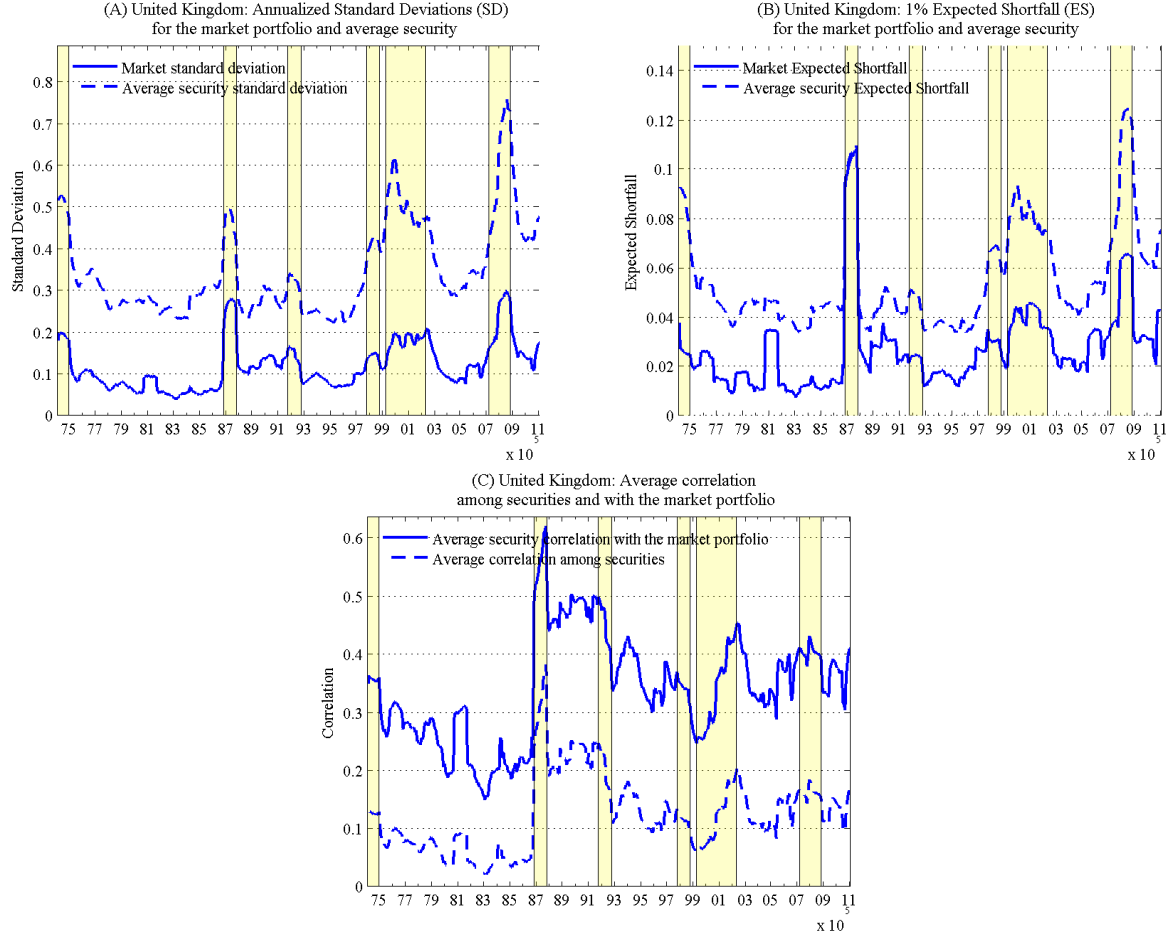 (A) United Kingdom: Annualized Standard Deviations (SD)
for the market portfolio and average security
Market standard deviation
Average security standard deviation
Standard Deviation
0.8
0.7
0.6
0.5
0.4
0.3
0.2
0.1
0
75 77 79 81 83 85 87 89 91 93 95 97 99 01 03 05 07 09 11
x 10^5
(B) United Kingdom: 1% Expected Shortfall (ES)
for the market portfolio and average security
Market Expected Shortfall
Average security Expected Shortfall
Expected Shortfall
0.14
0.12
0.1
0.08
0.06
0.04
0.02
0
75 77 79 81 83 85 87 89 91 93 95 97 99 01 03 05 07 09 11
x 10^5
(C) United Kingdom: Average correlation
among securities and with the market portfolio
Average security correlation with the market portfolio
Average correlation among securities
Correlation
0.6
0.5
0.4
0.3
0.2
0.1
0
75 77 79 81 83 85 87 89 91 93 95 97 99 01 03 05 07 09 11
x 10^5